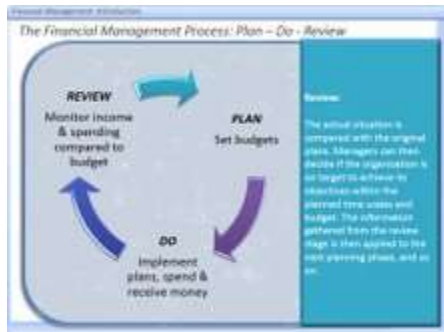 Financial Management: Introduction
The Financial Management Process: Plan – Do - Review
REVIEW
Monitor income
& spending
compared to
budget
PLAN
Set budgets
DO
Implement
plans, spend &
receive money
Review:
The actual situation is
compared with the original
plans. Managers can then
decide if the organisation is
on target to achieve its
objectives within the
planned time scales and
budget. The information
gathered from the review
stage is then applied to the
next planning phase, and so
on.